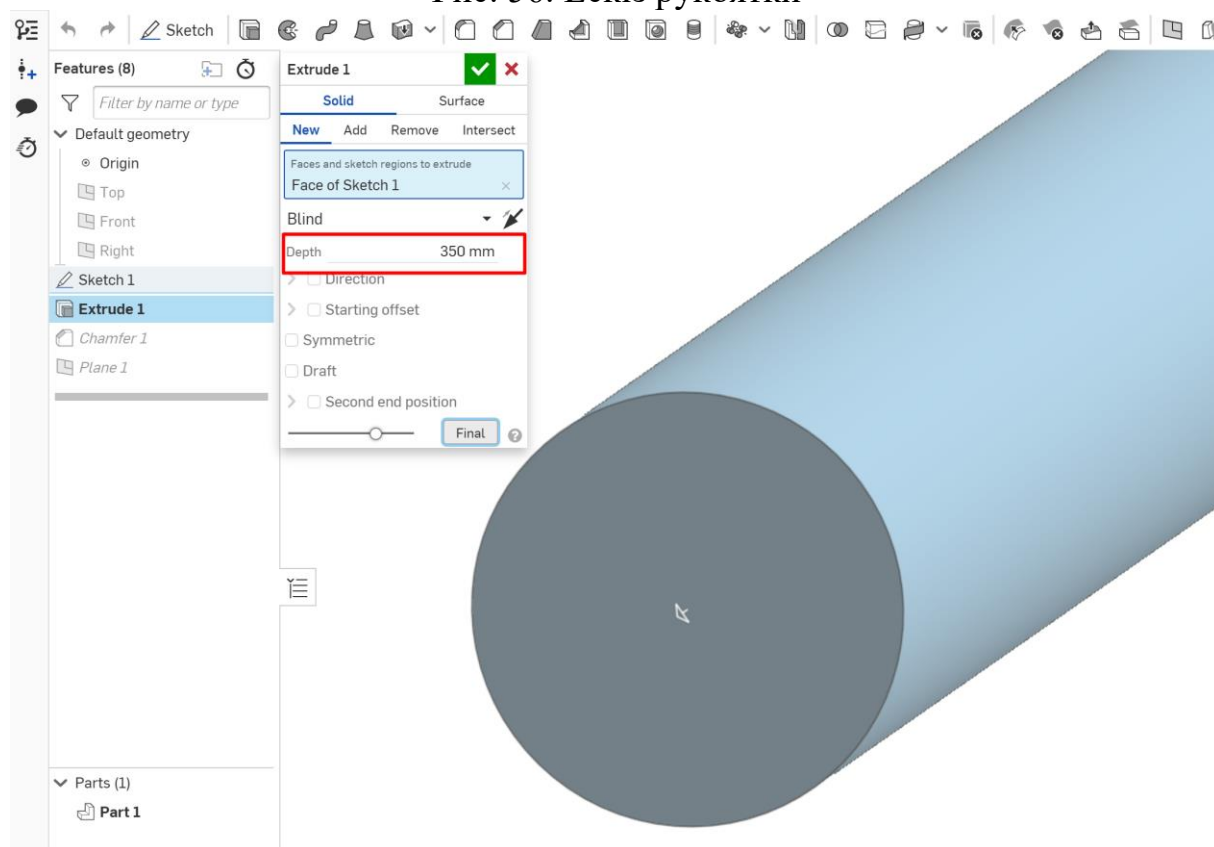 Sketch
Features (8)
Filter by name or type
Default geometry
Origin
Top
Front
Right
Sketch 1
Extrude 1
Chamfer 1
Plane 1
Parts (1)
Part 1
Extrude 1
Solid Surface
New Add Remove Intersect
Faces and sketch regions to extrude
Face of Sketch 1
Blind
Depth 350 mm
Direction
Starting offset
Symmetric
Draft
Second end position
Final